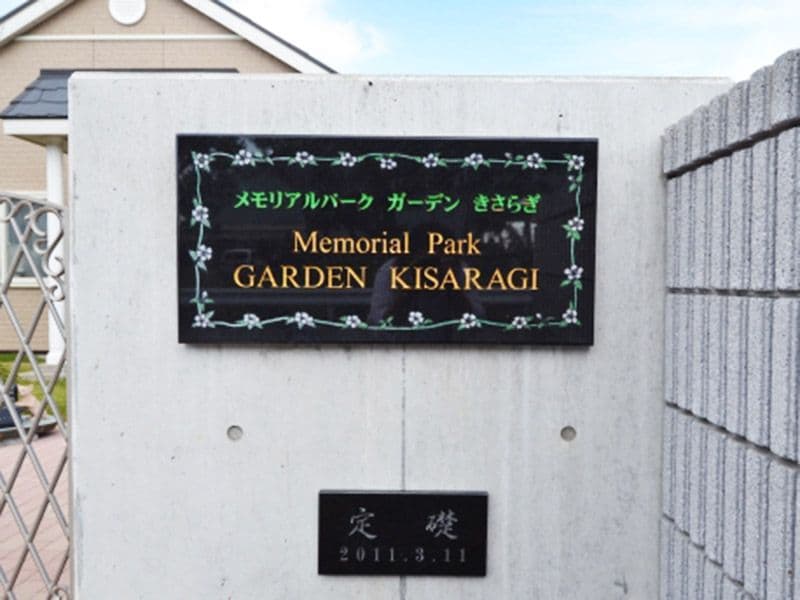 メモリアルパーク ガーデン きさらぎ
Memorial Park
GARDEN KISARAGI
定 礎
2011.3.11